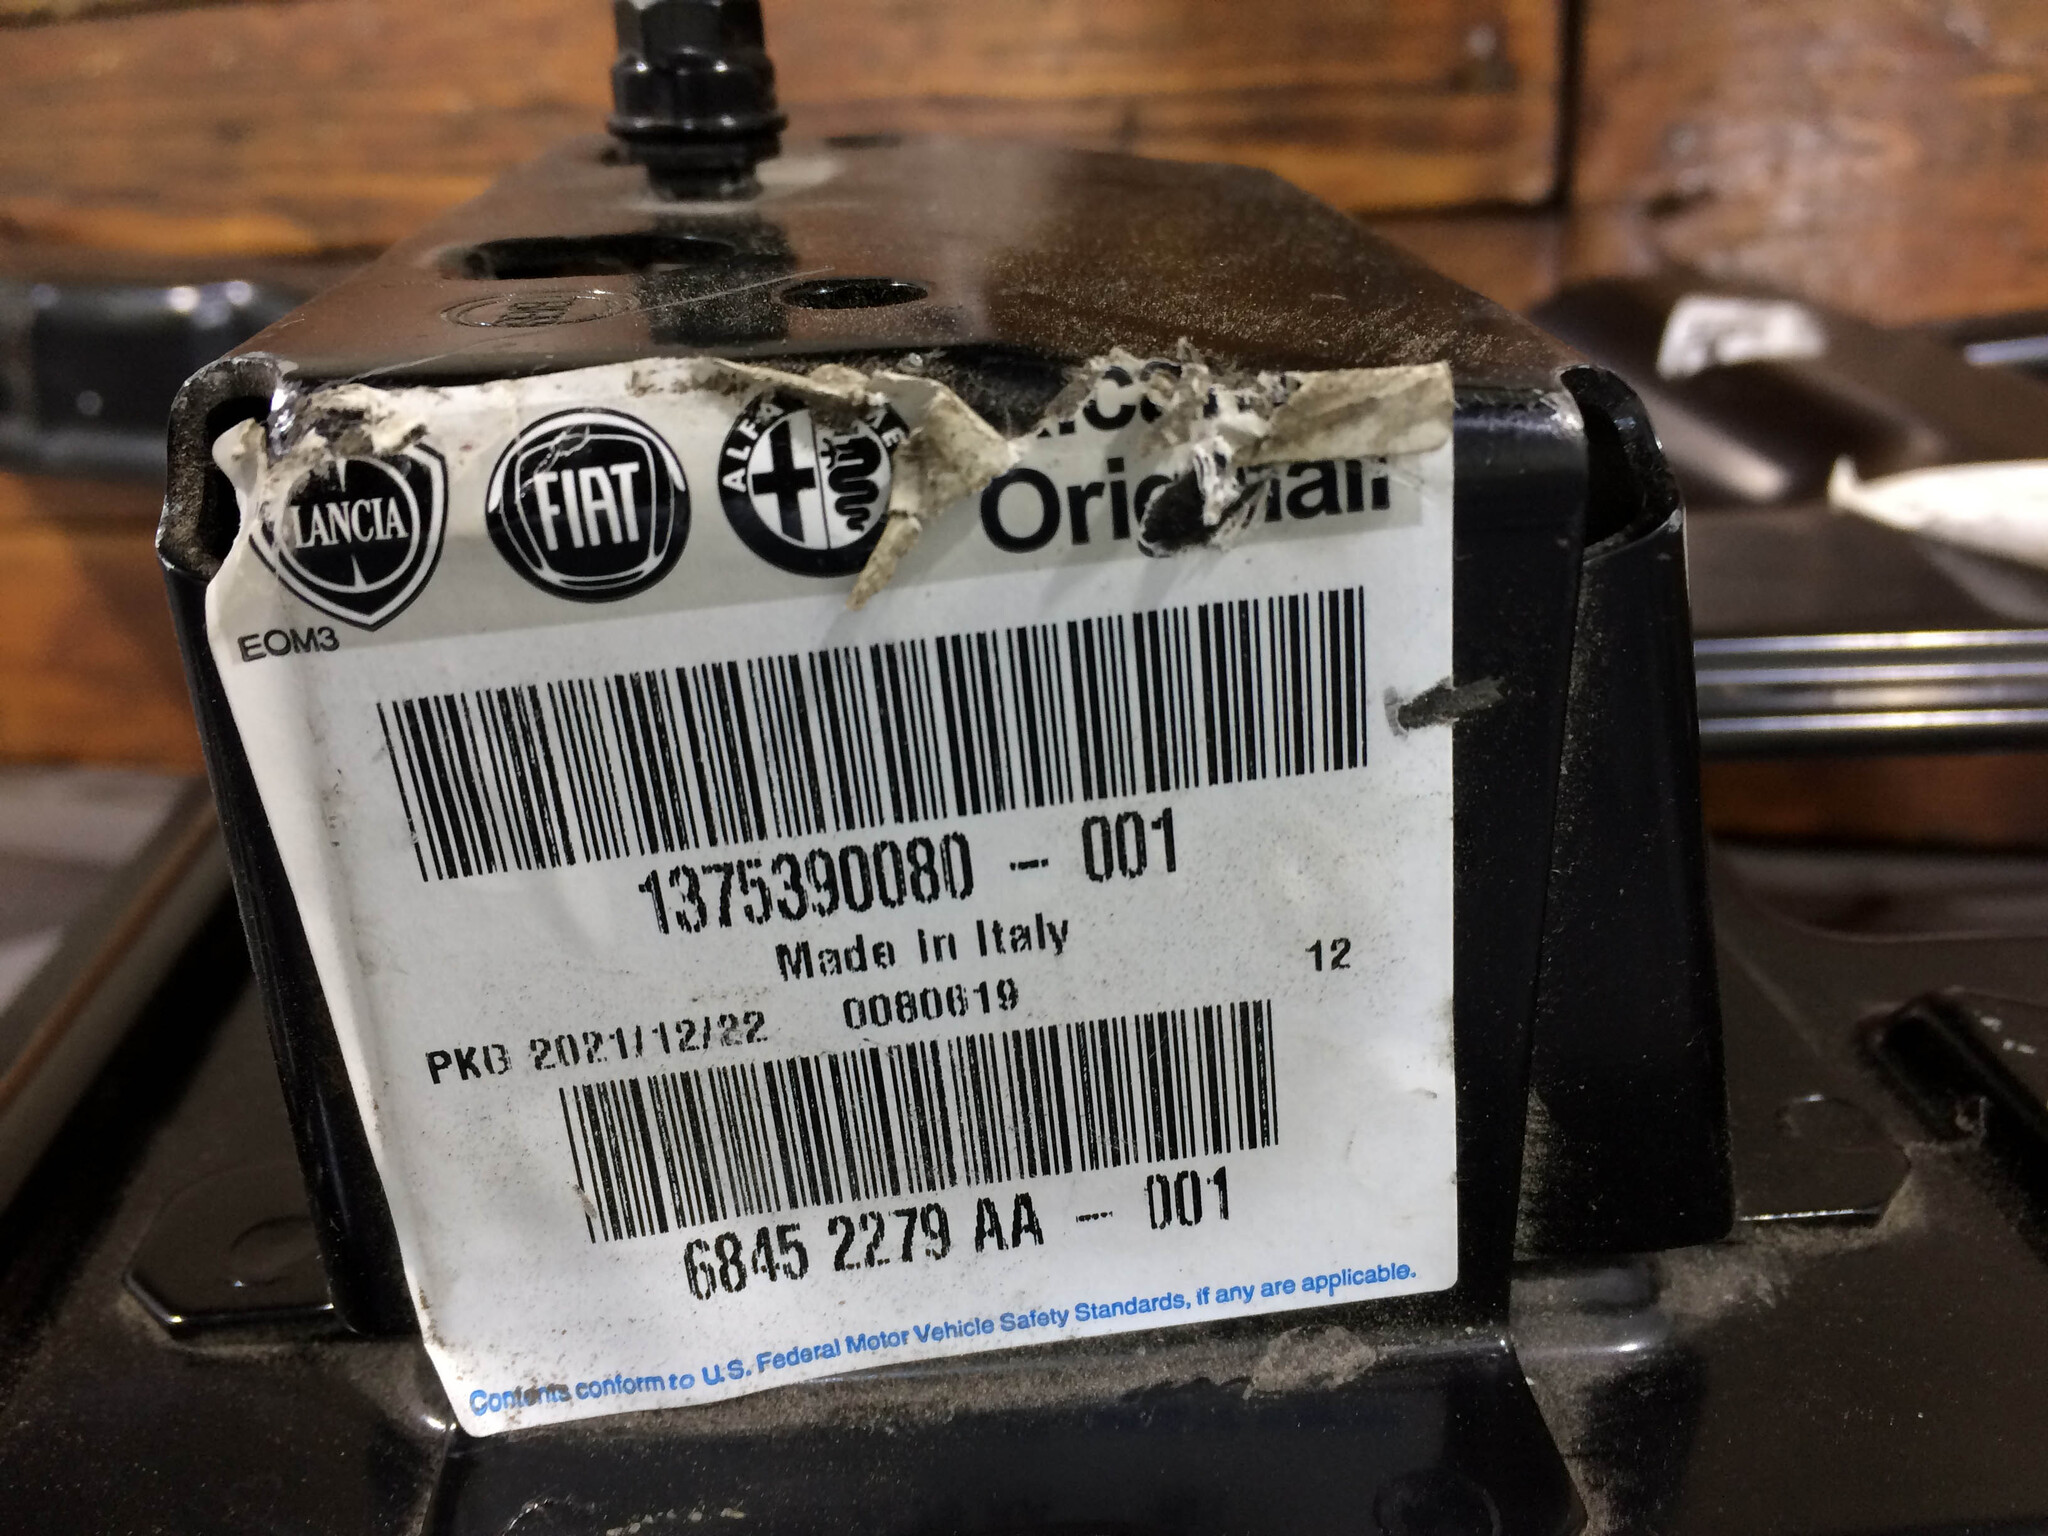 LANCIA
FIAT
ALFA
EOM3
1375390080 - 001
Made in Italy
12
PKG 2021/12/22 0080619
6845 2279 AA - 001
Contents conform to U.S. Federal Motor Vehicle Safety Standards, if any are applicable.